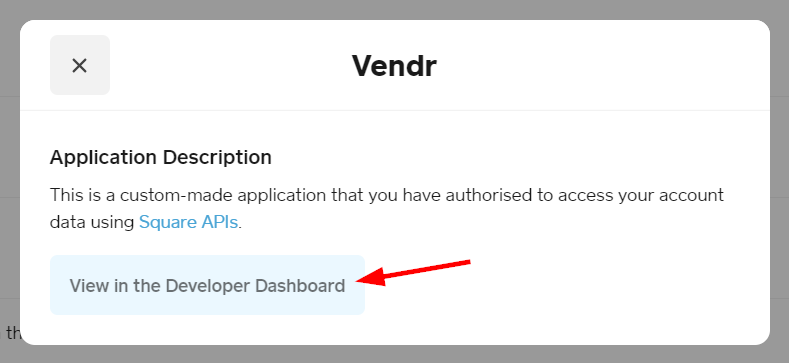 Vendr
Application Description
This is a custom-made application that you have authorised to access your account
data using Square APIs.
View in the Developer Dashboard